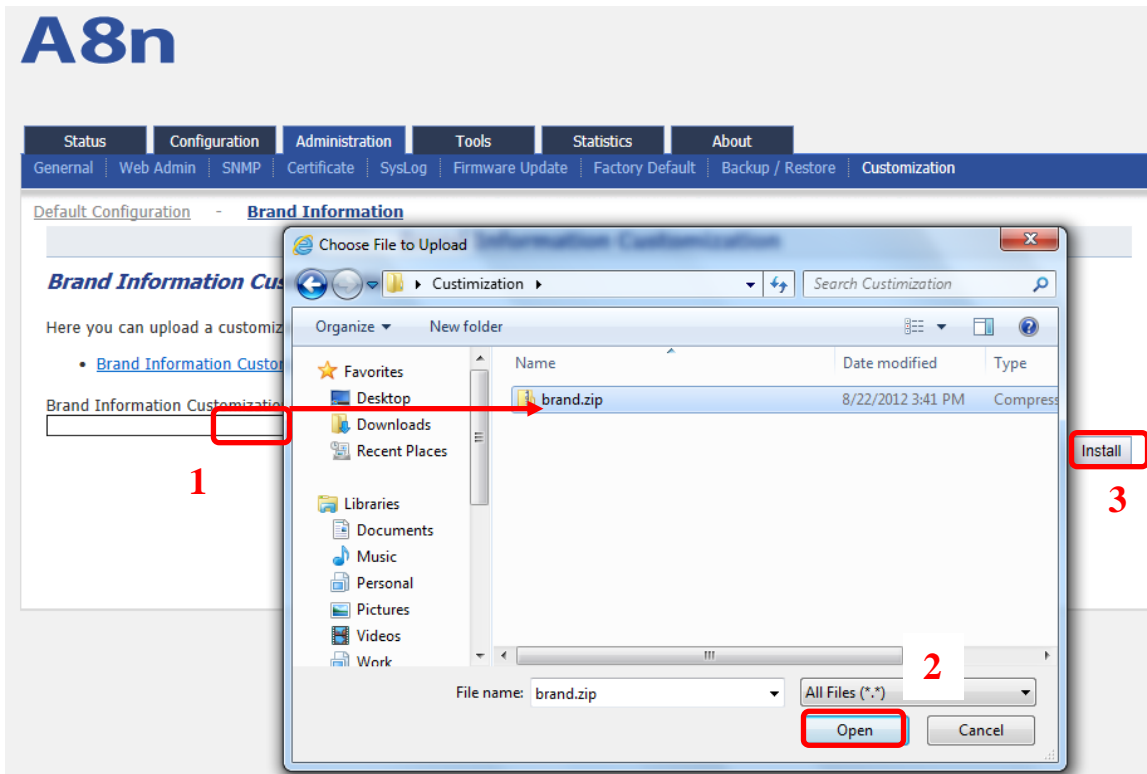 A8n
Status Configuration Administration Tools Statistics About
Genernal Web Admin SNMP Certificate SysLog Firmware Update Factory Default Backup / Restore Customization
Default Configuration - Brand Information
Information Customization
Choose File to Upload
Brand Information Cus
Custimization
Search Custimization
Here you can upload a customiz
Organize New folder
Brand Information Custor
Name Date modified Type
Favorites
Desktop
brand.zip 8/22/2012 3:41 PM Compress
Brand Information Customizatio
Downloads
Recent Places
Install
1
3
Libraries
Documents
Music
Personal
Pictures
Videos
Work
2
File name: brand.zip All Files (*.*)
Open Cancel